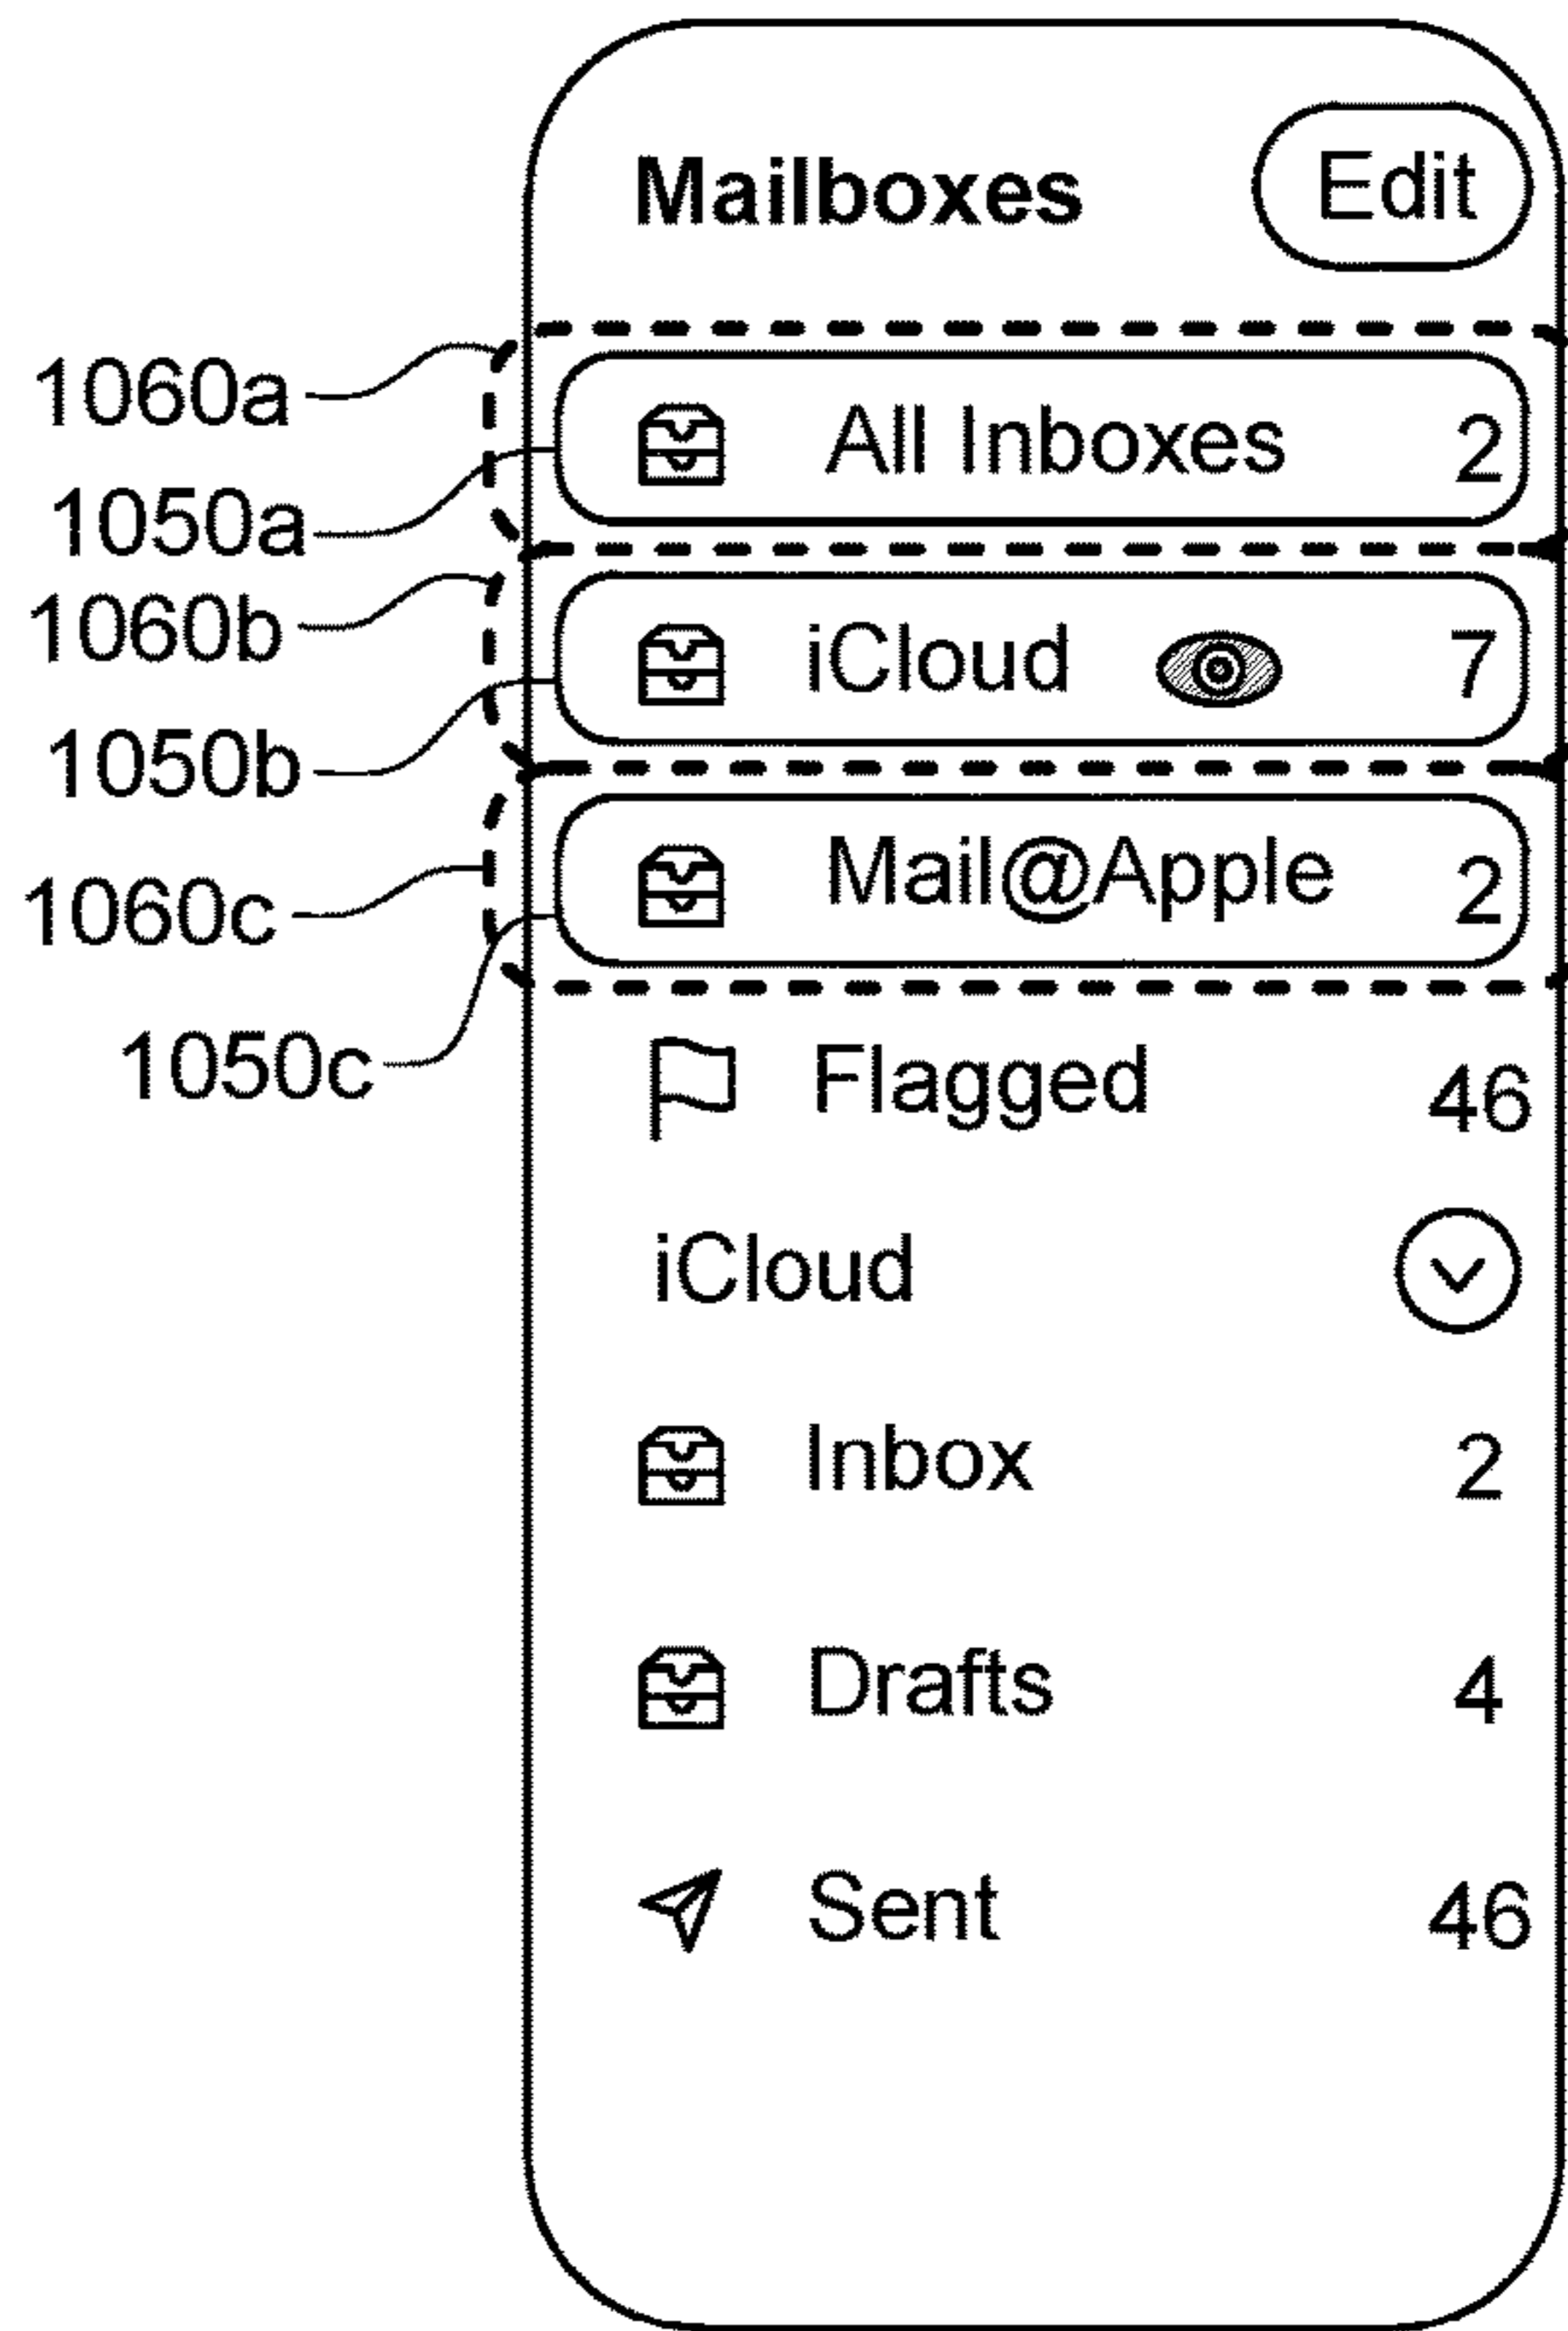 Mailboxes Edit
1060a
All Inboxes 2
1050a
1060b
iCloud 7
1050b
Mail@Apple 2
1060c
1050c
Flagged 46
iCloud
Inbox 2
Drafts 4
Sent 46